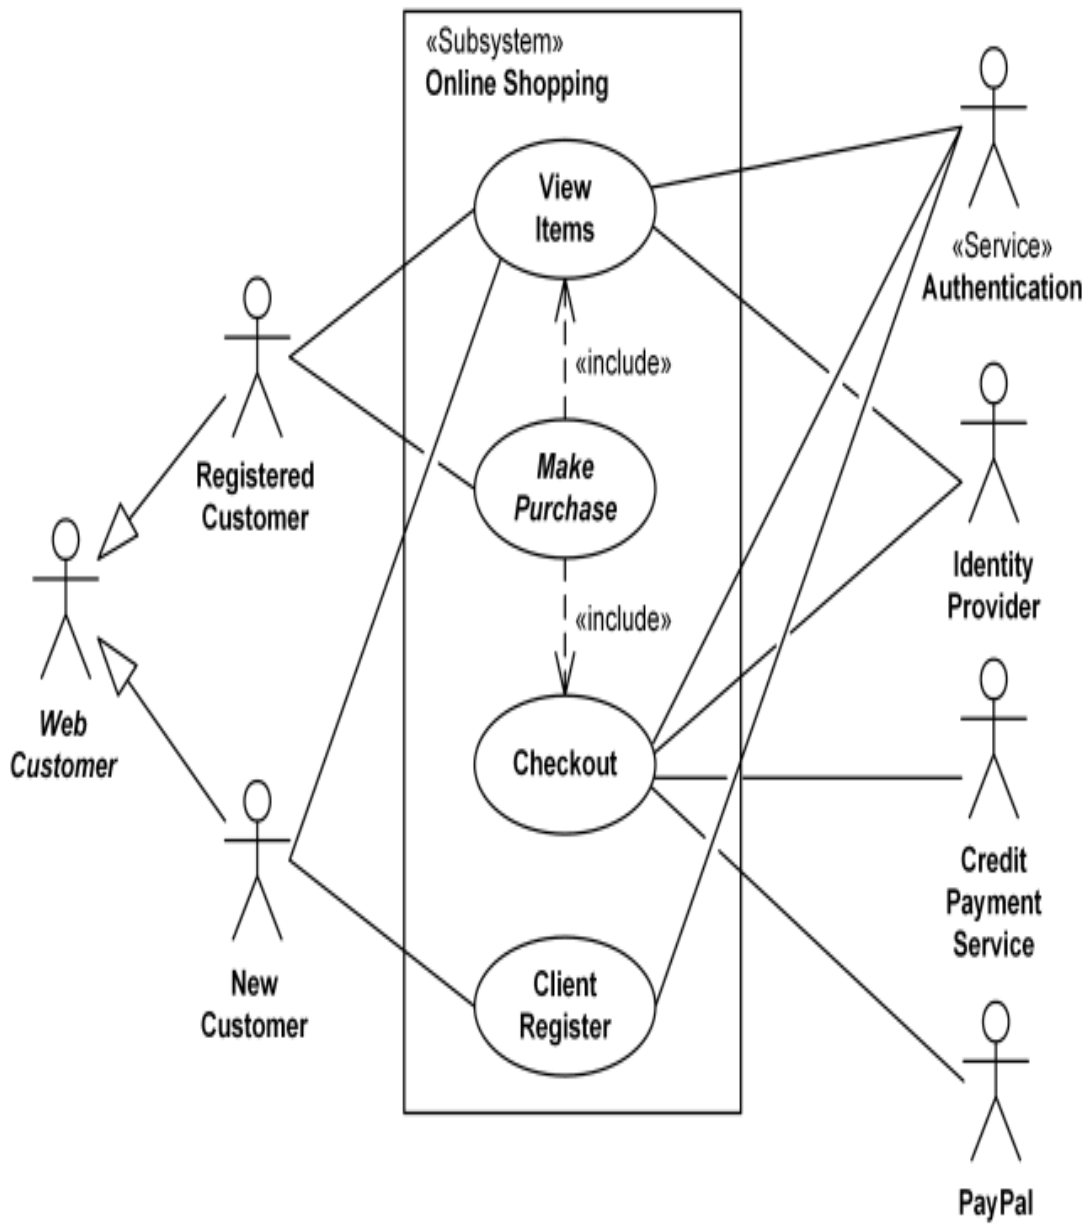 «Subsystem»
Online Shopping
View
Items
«include»
Make
Purchase
«include»
Checkout
Client
Register
Registered
Customer
Web
Customer
New
Customer
«Service»
Authentication
Identity
Provider
Credit
Payment
Service
PayPal